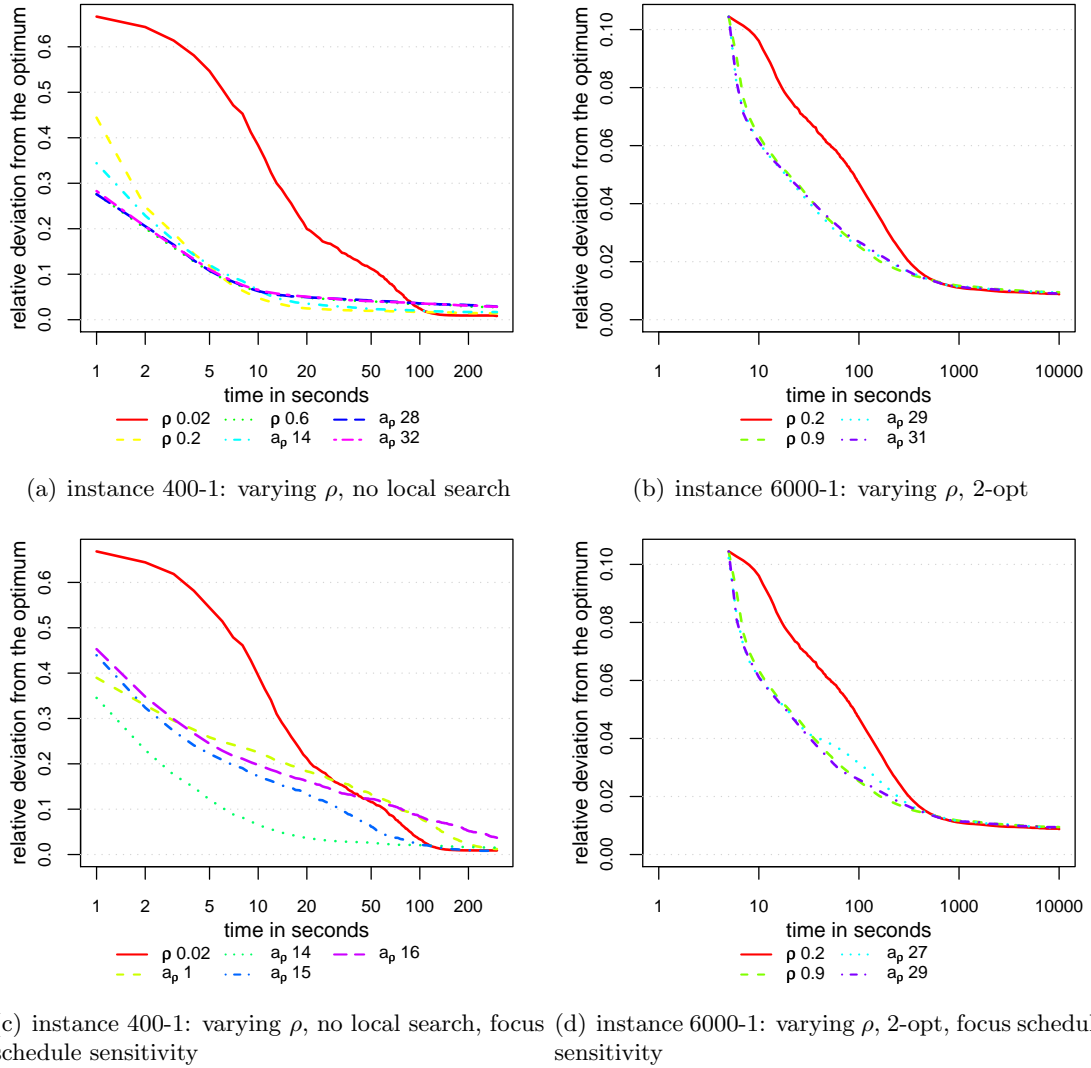 relative deviation from the optimum
0.0 0.1 0.2 0.3 0.4 0.5 0.6
1 2 5 10 20 50 100 200
time in seconds
ρ 0.02 ρ 0.6 aρ 28
ρ 0.2 aρ 14 aρ 32
(a) instance 400-1: varying ρ, no local search
relative deviation from the optimum
0.00 0.02 0.04 0.06 0.08 0.10
1 10 100 1000 10000
time in seconds
ρ 0.2 aρ 29
ρ 0.9 aρ 31
(b) instance 6000-1: varying ρ, 2-opt
relative deviation from the optimum
0.0 0.1 0.2 0.3 0.4 0.5 0.6
1 2 5 10 20 50 100 200
time in seconds
ρ 0.02 aρ 14 aρ 16
aρ 1 aρ 15
c) instance 400-1: varying ρ, no local search, focus
schedule sensitivity
relative deviation from the optimum
0.00 0.02 0.04 0.06 0.08 0.10
1 10 100 1000 10000
time in seconds
ρ 0.2 aρ 27
ρ 0.9 aρ 29
(d) instance 6000-1: varying ρ, 2-opt, focus schedul
sensitivity